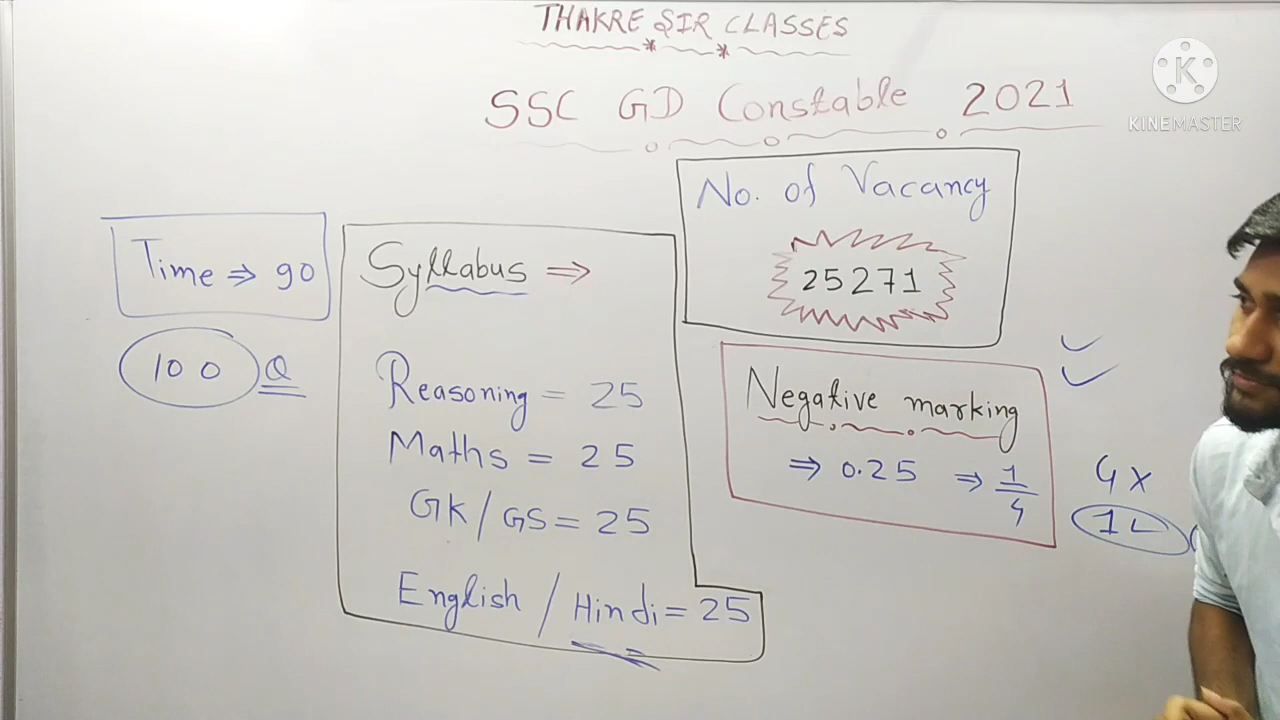 THAKRE SIR CLASSES
SSC GD Constable 2021
KINEMASTER
No. of Vacancy
25271
Time ⇒ 90
100 Q
Syllabus ⇒
Reasoning = 25
Maths = 25
GK/GS = 25
English / Hindi = 25
Negative marking
⇒ 0.25 ⇒ 1/4
4 x
1